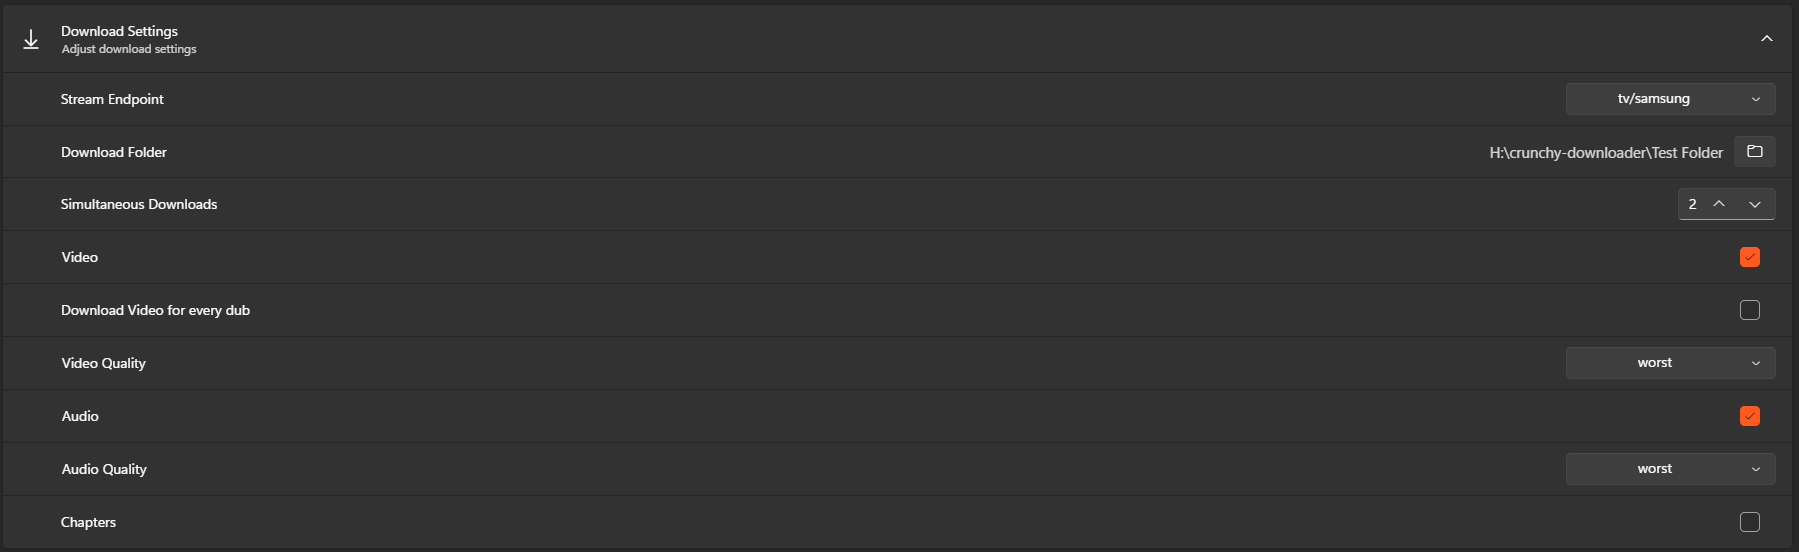 Download Settings
Adjust download settings
Stream Endpoint
tv/samsung
Download Folder
H:\crunchy-downloader\Test Folder
Simultaneous Downloads
2
Video
Download Video for every dub
Video Quality
worst
Audio
Audio Quality
worst
Chapters